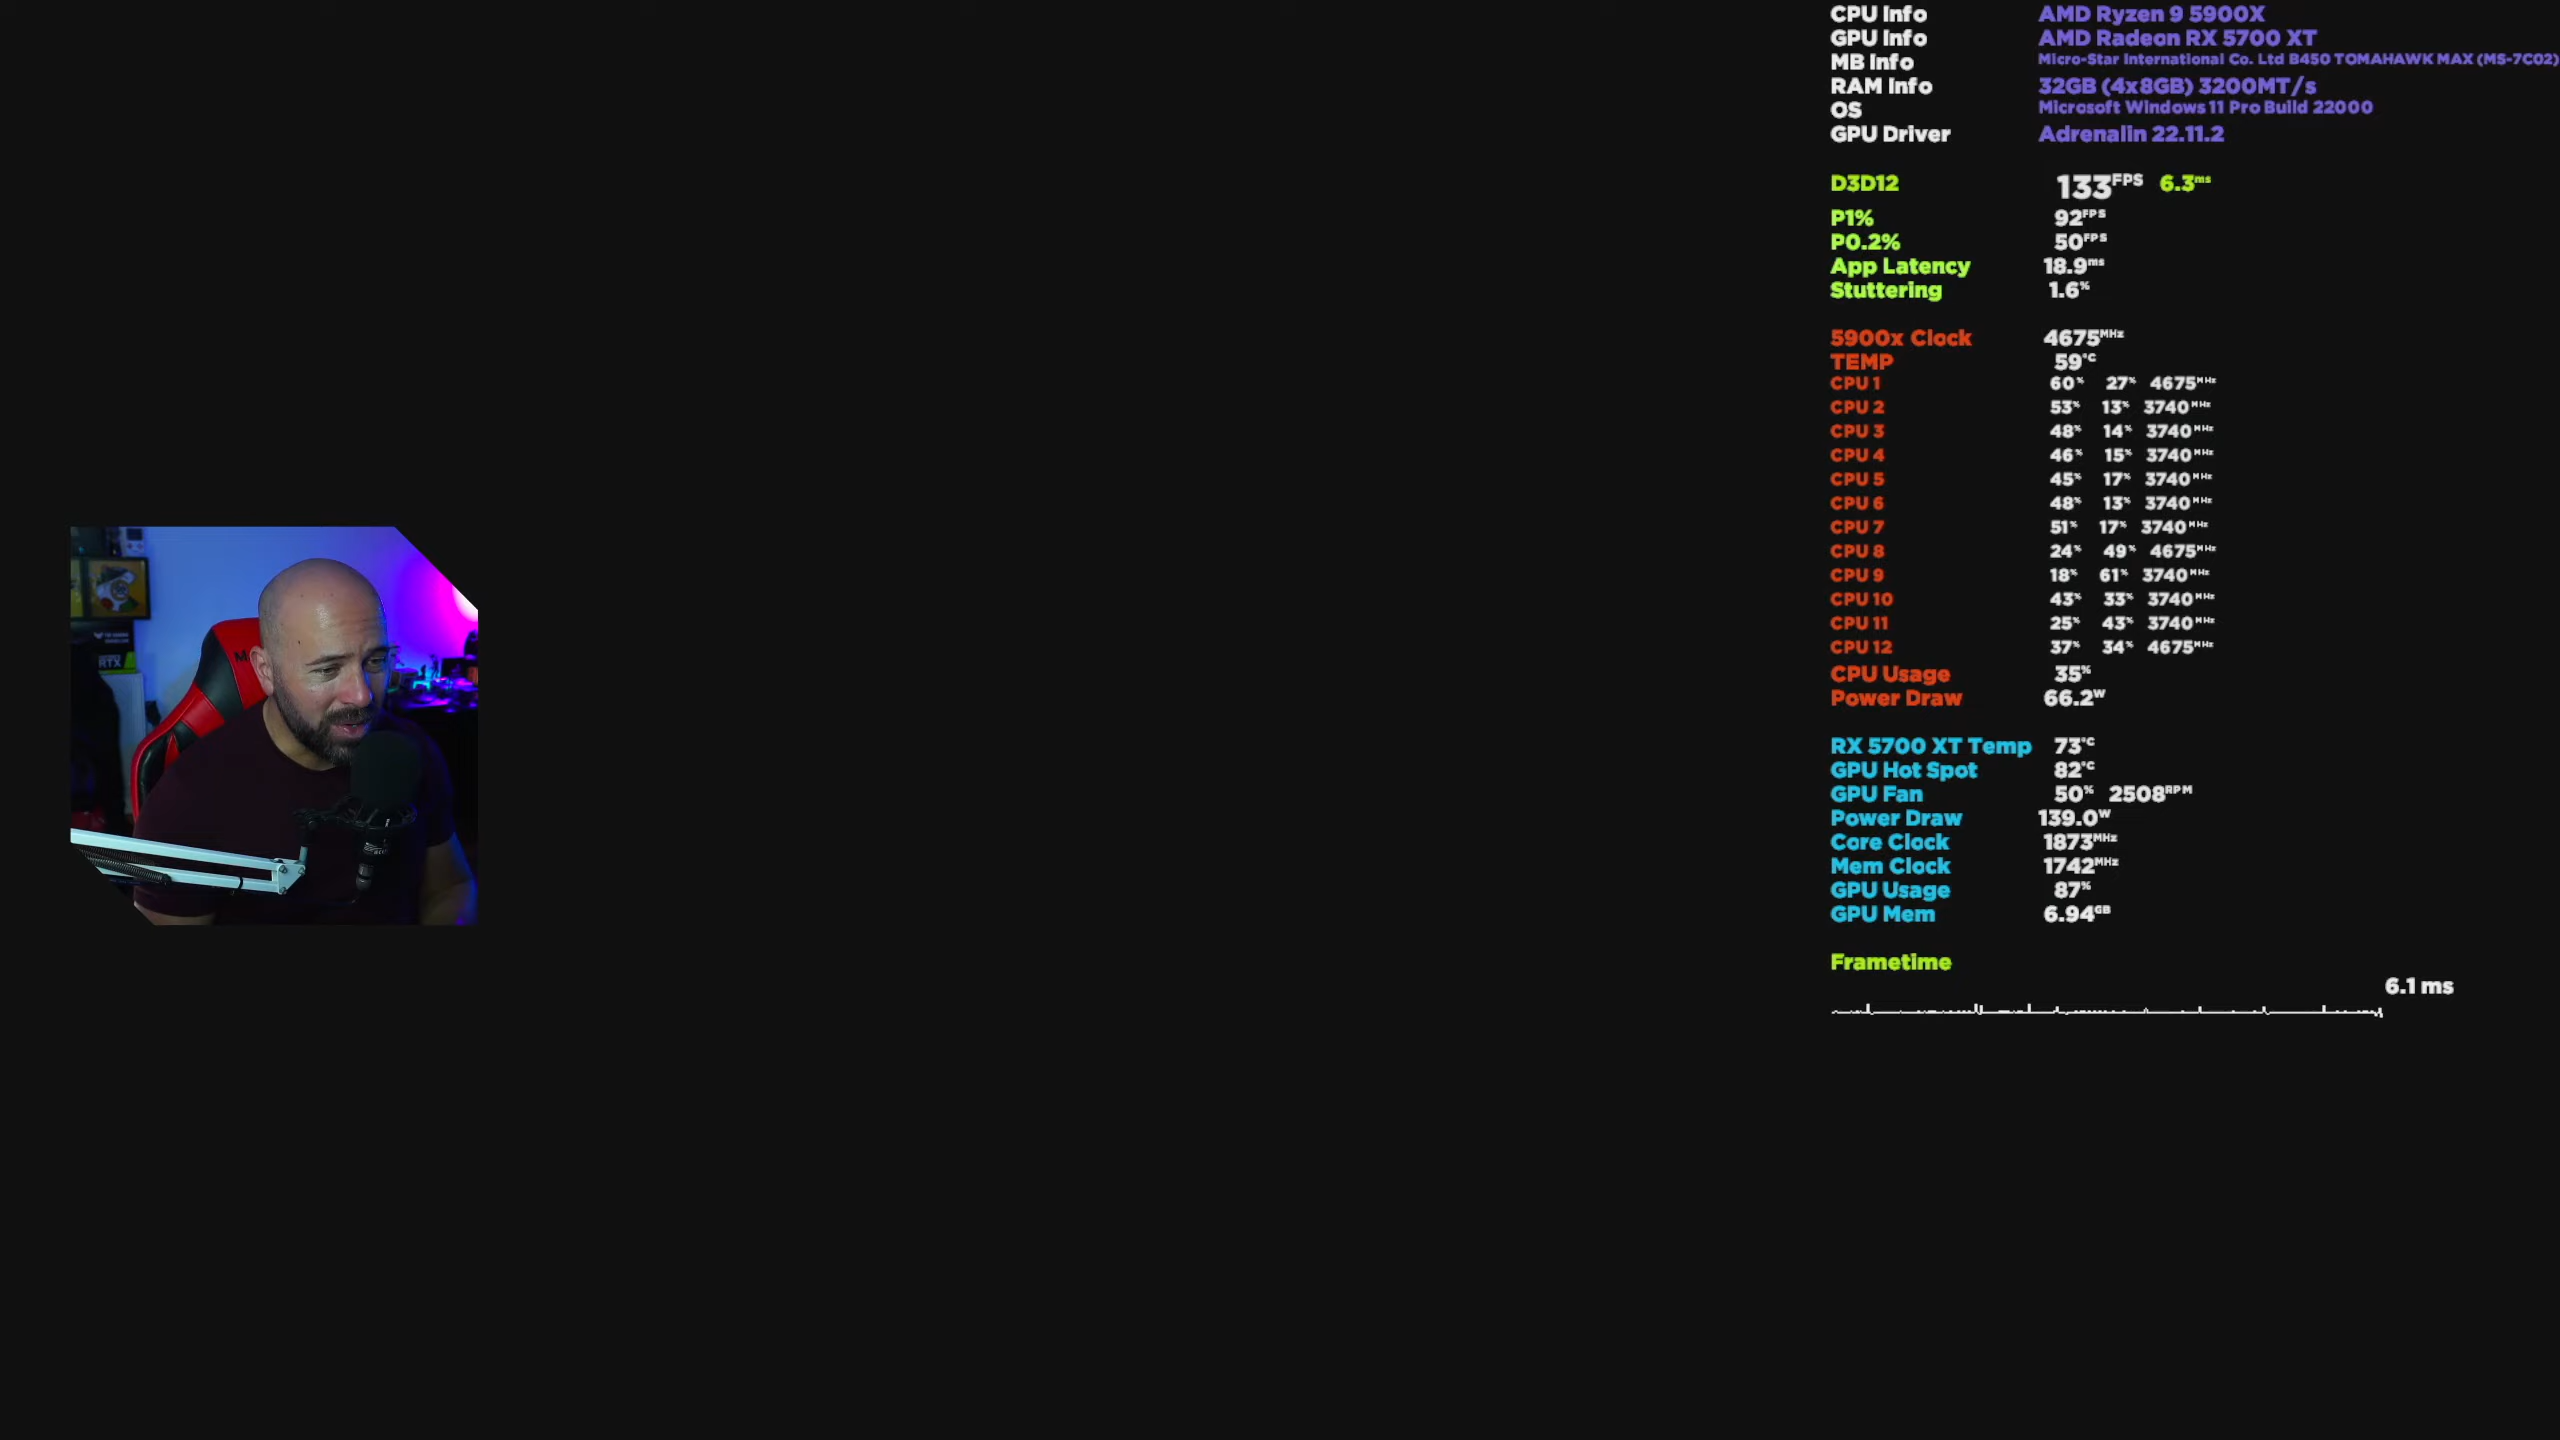 CPU Info AMD Ryzen 9 5900X
GPU Info AMD Radeon RX 5700 XT
MB Info Micro-Star International Co. Ltd B450 TOMAHAWK MAX (MS-7C02)
RAM Info 32GB (4x8GB) 3200MT/s
OS Microsoft Windows 11 Pro Build 22000
GPU Driver Adrenalin 22.11.2
D3D12 133FPS 6.3ms
P1% 92FPS
P0.2% 50FPS
App Latency 18.9ms
Stuttering 1.6%
5900x Clock 4675MHz
TEMP 59°C
CPU 1 60% 27% 4675MHz
CPU 2 53% 13% 3740MHz
CPU 3 48% 14% 3740MHz
CPU 4 46% 15% 3740MHz
CPU 5 45% 17% 3740MHz
CPU 6 48% 13% 3740MHz
CPU 7 51% 17% 3740MHz
CPU 8 24% 49% 4675MHz
CPU 9 18% 61% 3740MHz
CPU 10 43% 33% 3740MHz
CPU 11 25% 43% 3740MHz
CPU 12 37% 34% 4675MHz
CPU Usage 35%
Power Draw 66.2W
RX 5700 XT Temp 73°C
GPU Hot Spot 82°C
GPU Fan 50% 2508RPM
Power Draw 139.0W
Core Clock 1873MHz
Mem Clock 1742MHz
GPU Usage 87%
GPU Mem 6.94GB
Frametime
6.1 ms
RTX